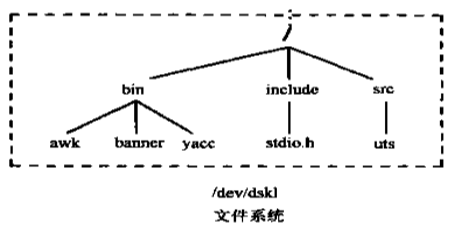 bin include src
awk banner yacc stdio.h uts
/dev/dskl
文件系统